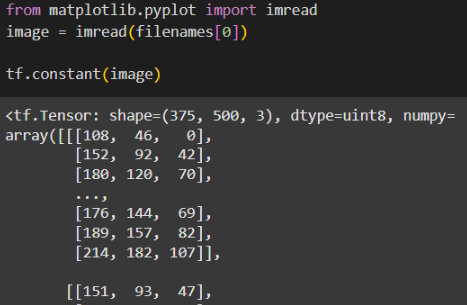 from matplotlib.pyplot import imread
image = imread(filenames[0])
tf.constant(image)
<tf.Tensor: shape=(375, 500, 3), dtype=uint8, numpy=
array([[[108,  46,   0],
        [152,  92,  42],
        [180, 120,  70],
        ...,
        [176, 144,  69],
        [189, 157,  82],
        [214, 182, 107]],
       [[151,  93,  47],